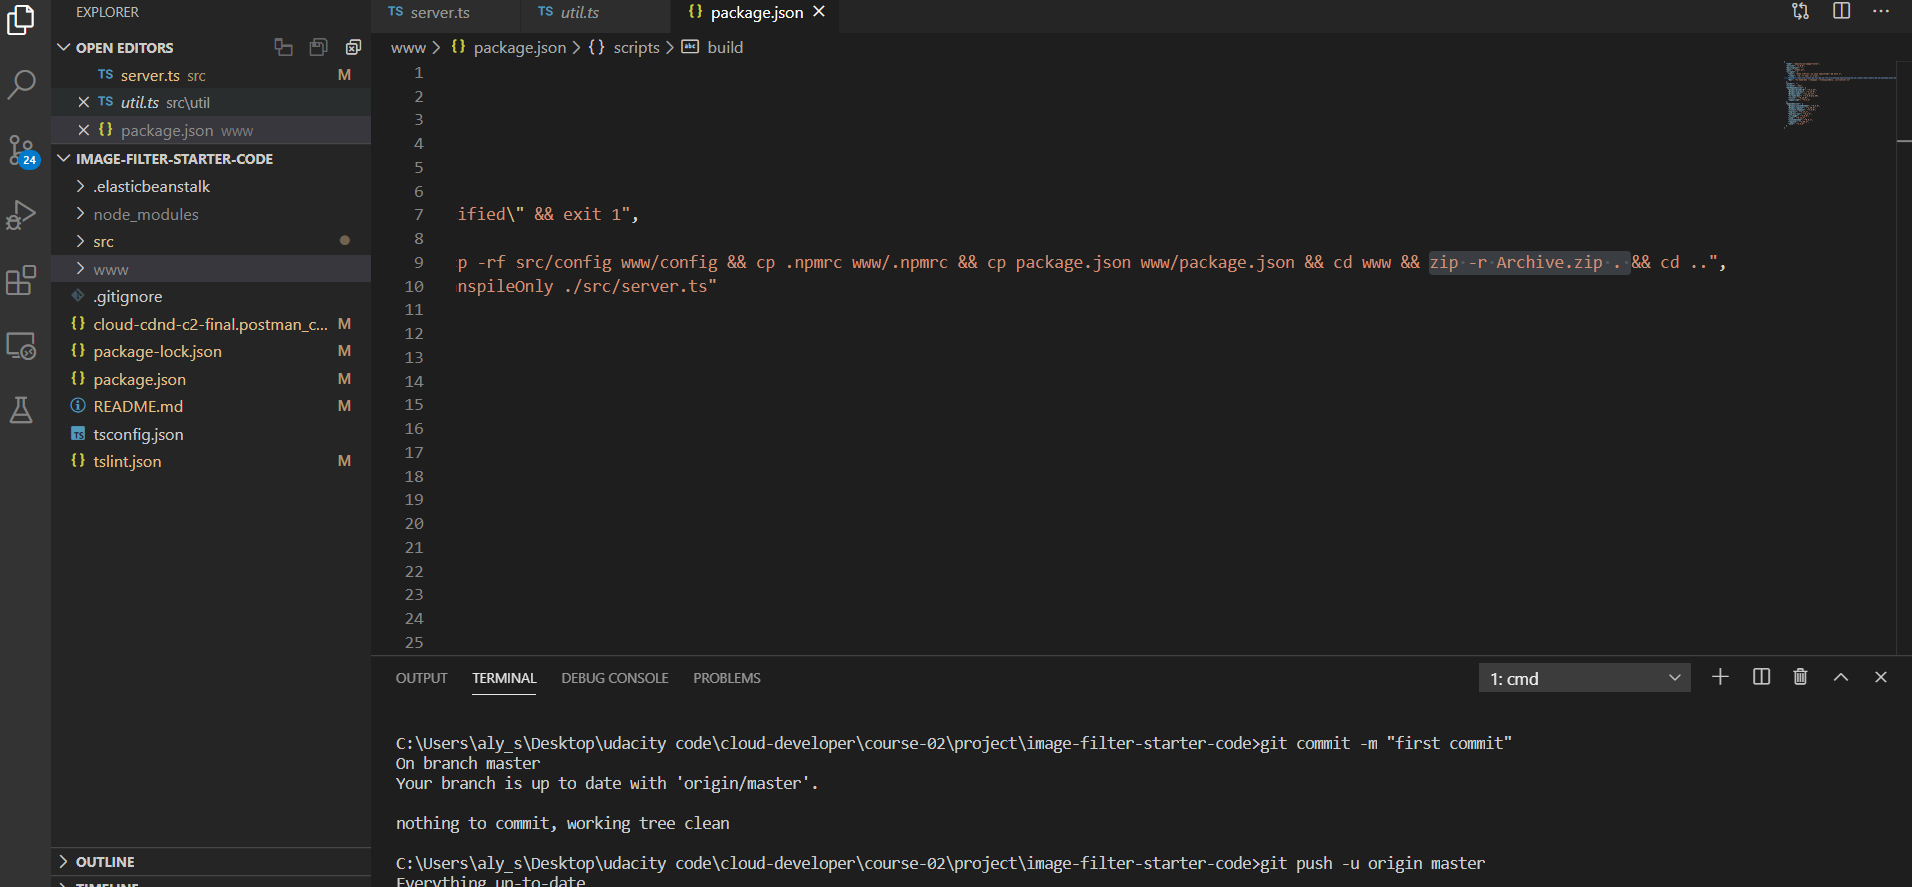 EXPLORER
OPEN EDITORS
TS server.ts src M
TS util.ts src\util
{} package.json www
IMAGE-FILTER-STARTER-CODE
.elasticbeanstalk
node_modules
src
www
.gitignore
{} cloud-cdnd-c2-final.postman_c... M
{} package-lock.json M
{} package.json M
README.md M
TS tsconfig.json
{} tslint.json M
OUTLINE
TIMELINE
24
TS server.ts
TS util.ts
{} package.json
www > {} package.json > {} scripts > abc build
1
2
3
4
5
6
7 ified\" && exit 1",
8
9 p -rf src/config www/config && cp .npmrc www/.npmrc && cp package.json www/package.json && cd www && zip -r Archive.zip . && cd ..",
10 nspileOnly ./src/server.ts"
11
12
13
14
15
16
17
18
19
20
21
22
23
24
25
OUTPUT TERMINAL DEBUG CONSOLE PROBLEMS
1: cmd
C:\Users\aly_s\Desktop\udacity code\cloud-developer\course-02\project\image-filter-starter-code>git commit -m "first commit"
On branch master
Your branch is up to date with 'origin/master'.
nothing to commit, working tree clean
C:\Users\aly_s\Desktop\udacity code\cloud-developer\course-02\project\image-filter-starter-code>git push -u origin master
Everything up-to-date